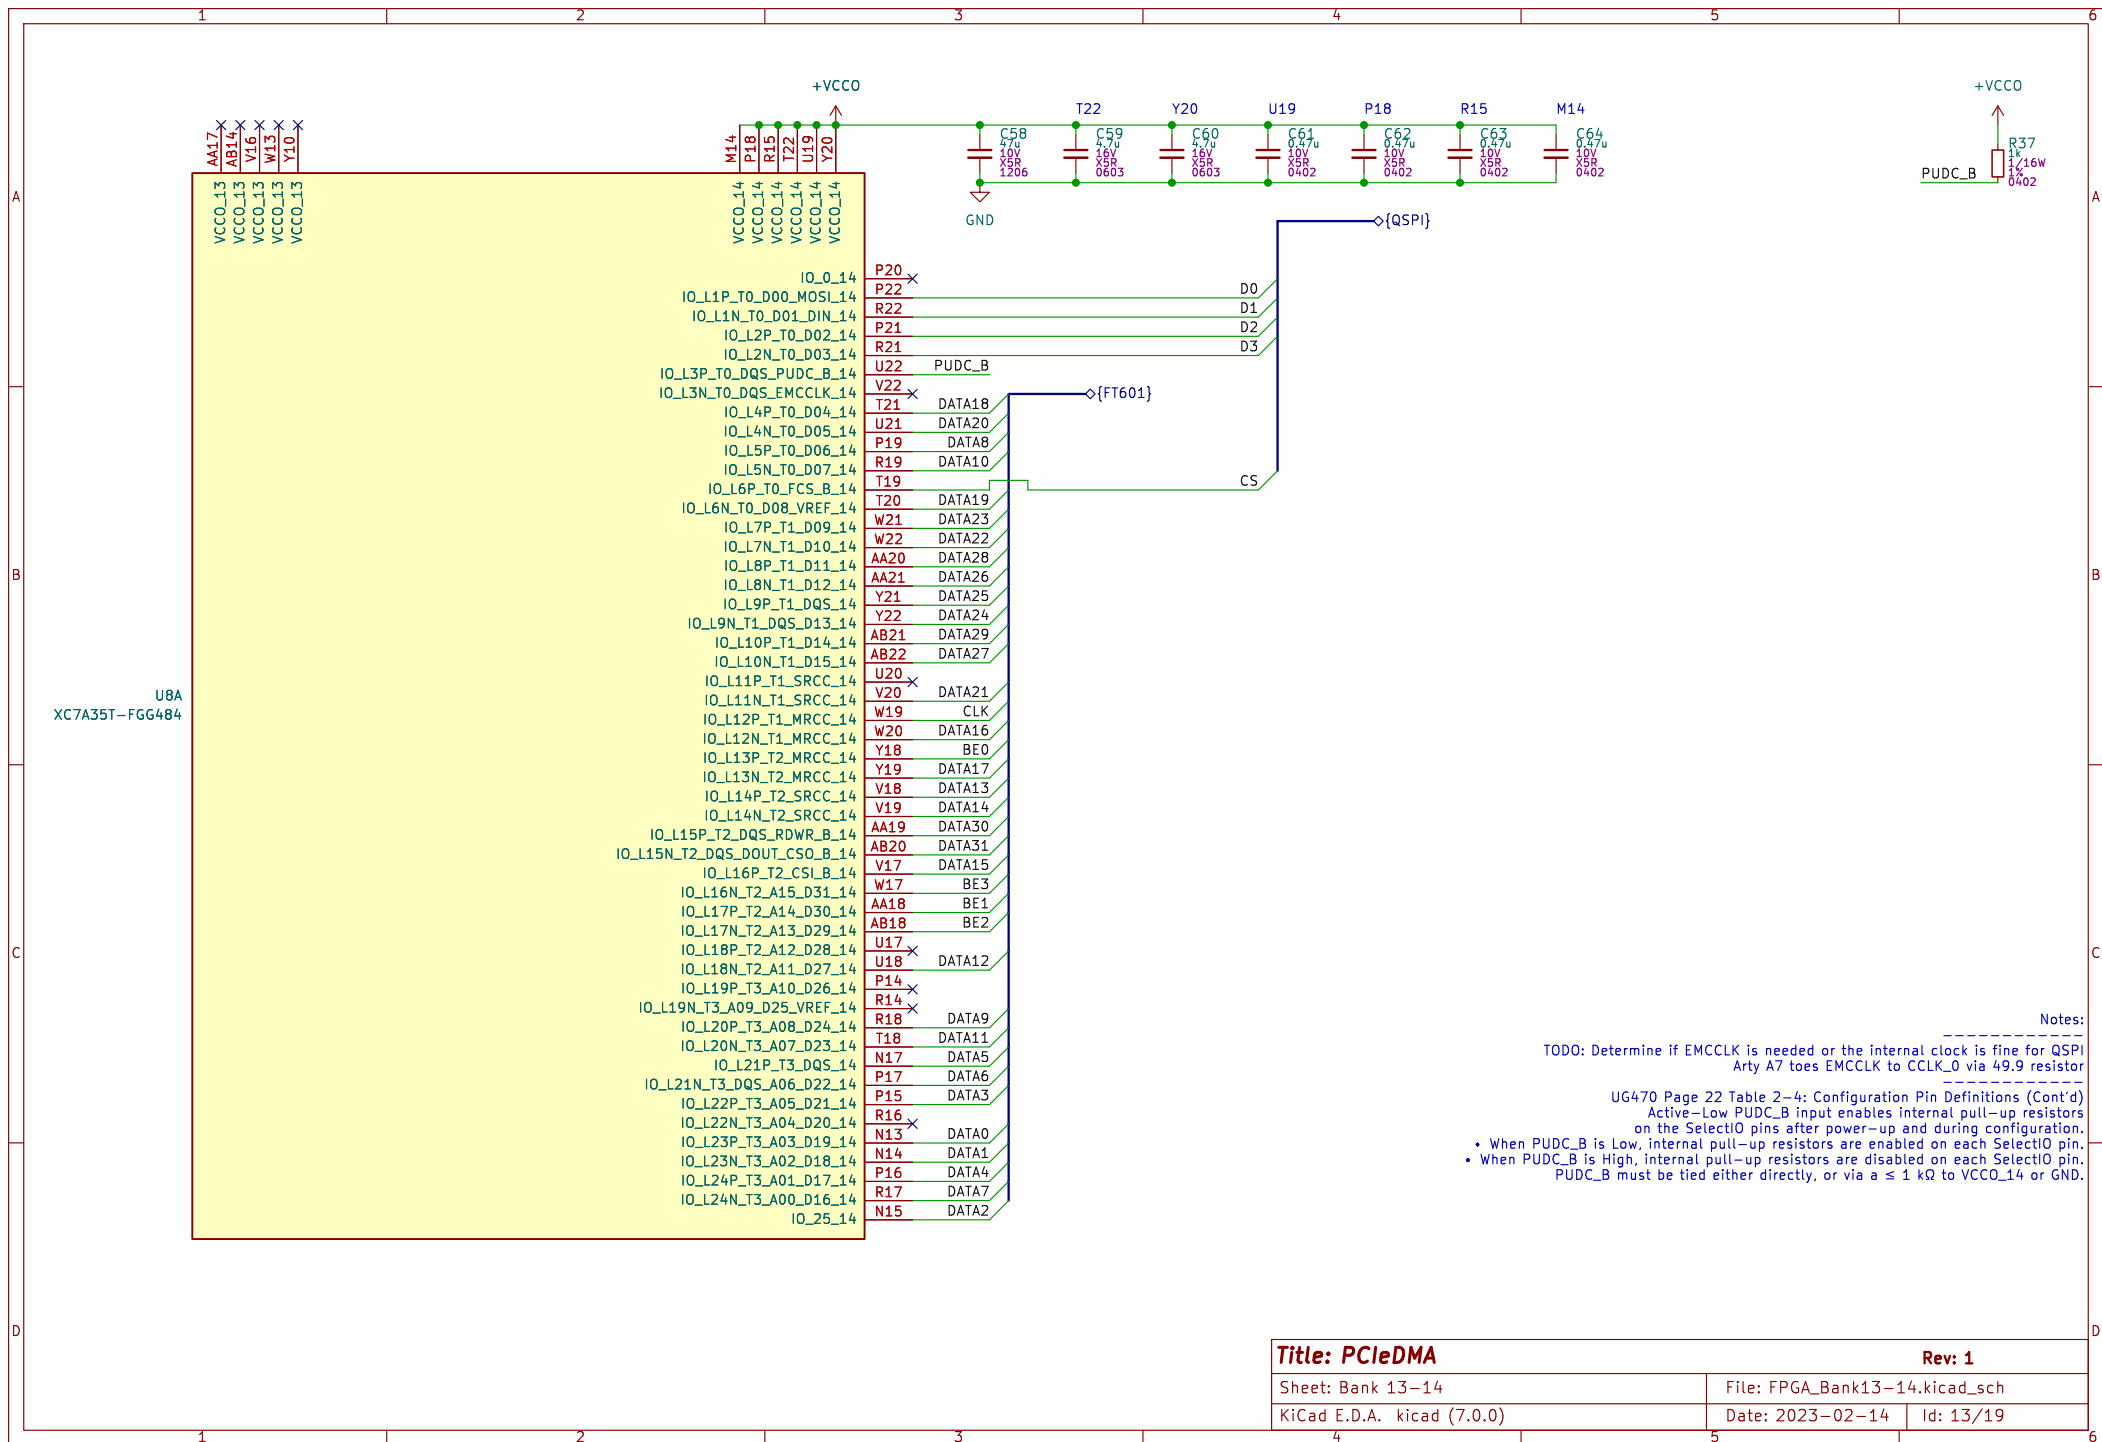 1 2 3 4 5 6
+VCCO
+VCCO
T22 Y20 U19 P18 R15 M14
AA17 AB14 V16 W13 Y10
M14 P18 R15 T22 U19 Y20
C58
47u
10V
X5R
1206
C59
4.7u
16V
X5R
0603
C60
4.7u
16V
X5R
0603
C61
0.47u
10V
X5R
0402
C62
0.47u
10V
X5R
0402
C63
0.47u
10V
X5R
0402
C64
0.47u
10V
X5R
0402
R37
1k
1/16W
1%
0402
PUDC_B
A A
VCCO_13 VCCO_13 VCCO_13 VCCO_13 VCCO_13
VCCO_14 VCCO_14 VCCO_14 VCCO_14 VCCO_14 VCCO_14
GND
{QSPI}
IO_0_14 P20
IO_L1P_T0_D00_MOSI_14 P22 D0
IO_L1N_T0_D01_DIN_14 R22 D1
IO_L2P_T0_D02_14 P21 D2
IO_L2N_T0_D03_14 R21 D3
IO_L3P_T0_DQS_PUDC_B_14 U22 PUDC_B
IO_L3N_T0_DQS_EMCCLK_14 V22
{FT601}
IO_L4P_T0_D04_14 T21 DATA18
IO_L4N_T0_D05_14 U21 DATA20
IO_L5P_T0_D06_14 P19 DATA8
IO_L5N_T0_D07_14 R19 DATA10
IO_L6P_T0_FCS_B_14 T19 CS
IO_L6N_T0_D08_VREF_14 T20 DATA19
IO_L7P_T1_D09_14 W21 DATA23
IO_L7N_T1_D10_14 W22 DATA22
IO_L8P_T1_D11_14 AA20 DATA28
B B
IO_L8N_T1_D12_14 AA21 DATA26
IO_L9P_T1_DQS_14 Y21 DATA25
IO_L9N_T1_DQS_D13_14 Y22 DATA24
IO_L10P_T1_D14_14 AB21 DATA29
IO_L10N_T1_D15_14 AB22 DATA27
IO_L11P_T1_SRCC_14 U20
U8A
XC7A35T-FGG484
IO_L11N_T1_SRCC_14 V20 DATA21
IO_L12P_T1_MRCC_14 W19 CLK
IO_L12N_T1_MRCC_14 W20 DATA16
IO_L13P_T2_MRCC_14 Y18 BE0
IO_L13N_T2_MRCC_14 Y19 DATA17
IO_L14P_T2_SRCC_14 V18 DATA13
IO_L14N_T2_SRCC_14 V19 DATA14
IO_L15P_T2_DQS_RDWR_B_14 AA19 DATA30
IO_L15N_T2_DQS_DOUT_CSO_B_14 AB20 DATA31
IO_L16P_T2_CSI_B_14 V17 DATA15
IO_L16N_T2_A15_D31_14 W17 BE3
IO_L17P_T2_A14_D30_14 AA18 BE1
IO_L17N_T2_A13_D29_14 AB18 BE2
IO_L18P_T2_A12_D28_14 U17
C C
IO_L18N_T2_A11_D27_14 U18 DATA12
IO_L19P_T3_A10_D26_14 P14
IO_L19N_T3_A09_D25_VREF_14 R14
IO_L20P_T3_A08_D24_14 R18 DATA9
IO_L20N_T3_A07_D23_14 T18 DATA11
IO_L21P_T3_DQS_14 N17 DATA5
IO_L21N_T3_DQS_A06_D22_14 P17 DATA6
IO_L22P_T3_A05_D21_14 P15 DATA3
IO_L22N_T3_A04_D20_14 R16
IO_L23P_T3_A03_D19_14 N13 DATA0
IO_L23N_T3_A02_D18_14 N14 DATA1
IO_L24P_T3_A01_D17_14 P16 DATA4
IO_L24N_T3_A00_D16_14 R17 DATA7
IO_25_14 N15 DATA2
Notes:
------------
TODO: Determine if EMCCLK is needed or the internal clock is fine for QSPI
Arty A7 toes EMCCLK to CCLK_0 via 49.9 resistor
------------
UG470 Page 22 Table 2-4: Configuration Pin Definitions (Cont'd)
Active-Low PUDC_B input enables internal pull-up resistors
on the SelectIO pins after power-up and during configuration.
• When PUDC_B is Low, internal pull-up resistors are enabled on each SelectIO pin.
• When PUDC_B is High, internal pull-up resistors are disabled on each SelectIO pin.
PUDC_B must be tied either directly, or via a ≤ 1 kΩ to VCCO_14 or GND.
D D
Title: PCIeDMA Rev: 1
Sheet: Bank 13-14 File: FPGA_Bank13-14.kicad_sch
KiCad E.D.A. kicad (7.0.0) Date: 2023-02-14 Id: 13/19
1 2 3 4 5 6